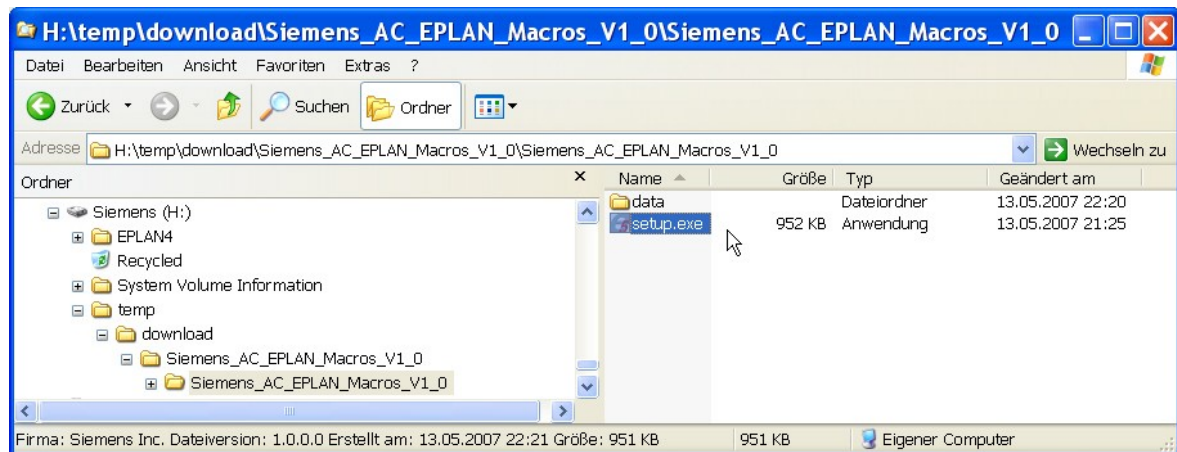 H:\temp\download\Siemens_AC_EPLAN_Macros_V1_0\Siemens_AC_EPLAN_Macros_V1_0
Datei Bearbeiten Ansicht Favoriten Extras ?
Zurück Suchen Ordner
Adresse H:\temp\download\Siemens_AC_EPLAN_Macros_V1_0\Siemens_AC_EPLAN_Macros_V1_0 Wechseln zu
Ordner x Name Größe Typ Geändert am
data Dateiordner 13.05.2007 22:20
setup.exe 952 KB Anwendung 13.05.2007 21:25
Siemens (H:)
EPLAN4
Recycled
System Volume Information
temp
download
Siemens_AC_EPLAN_Macros_V1_0
Siemens_AC_EPLAN_Macros_V1_0
Firma: Siemens Inc. Dateiversion: 1.0.0.0 Erstellt am: 13.05.2007 22:21 Größe: 951 KB 951 KB Eigener Computer